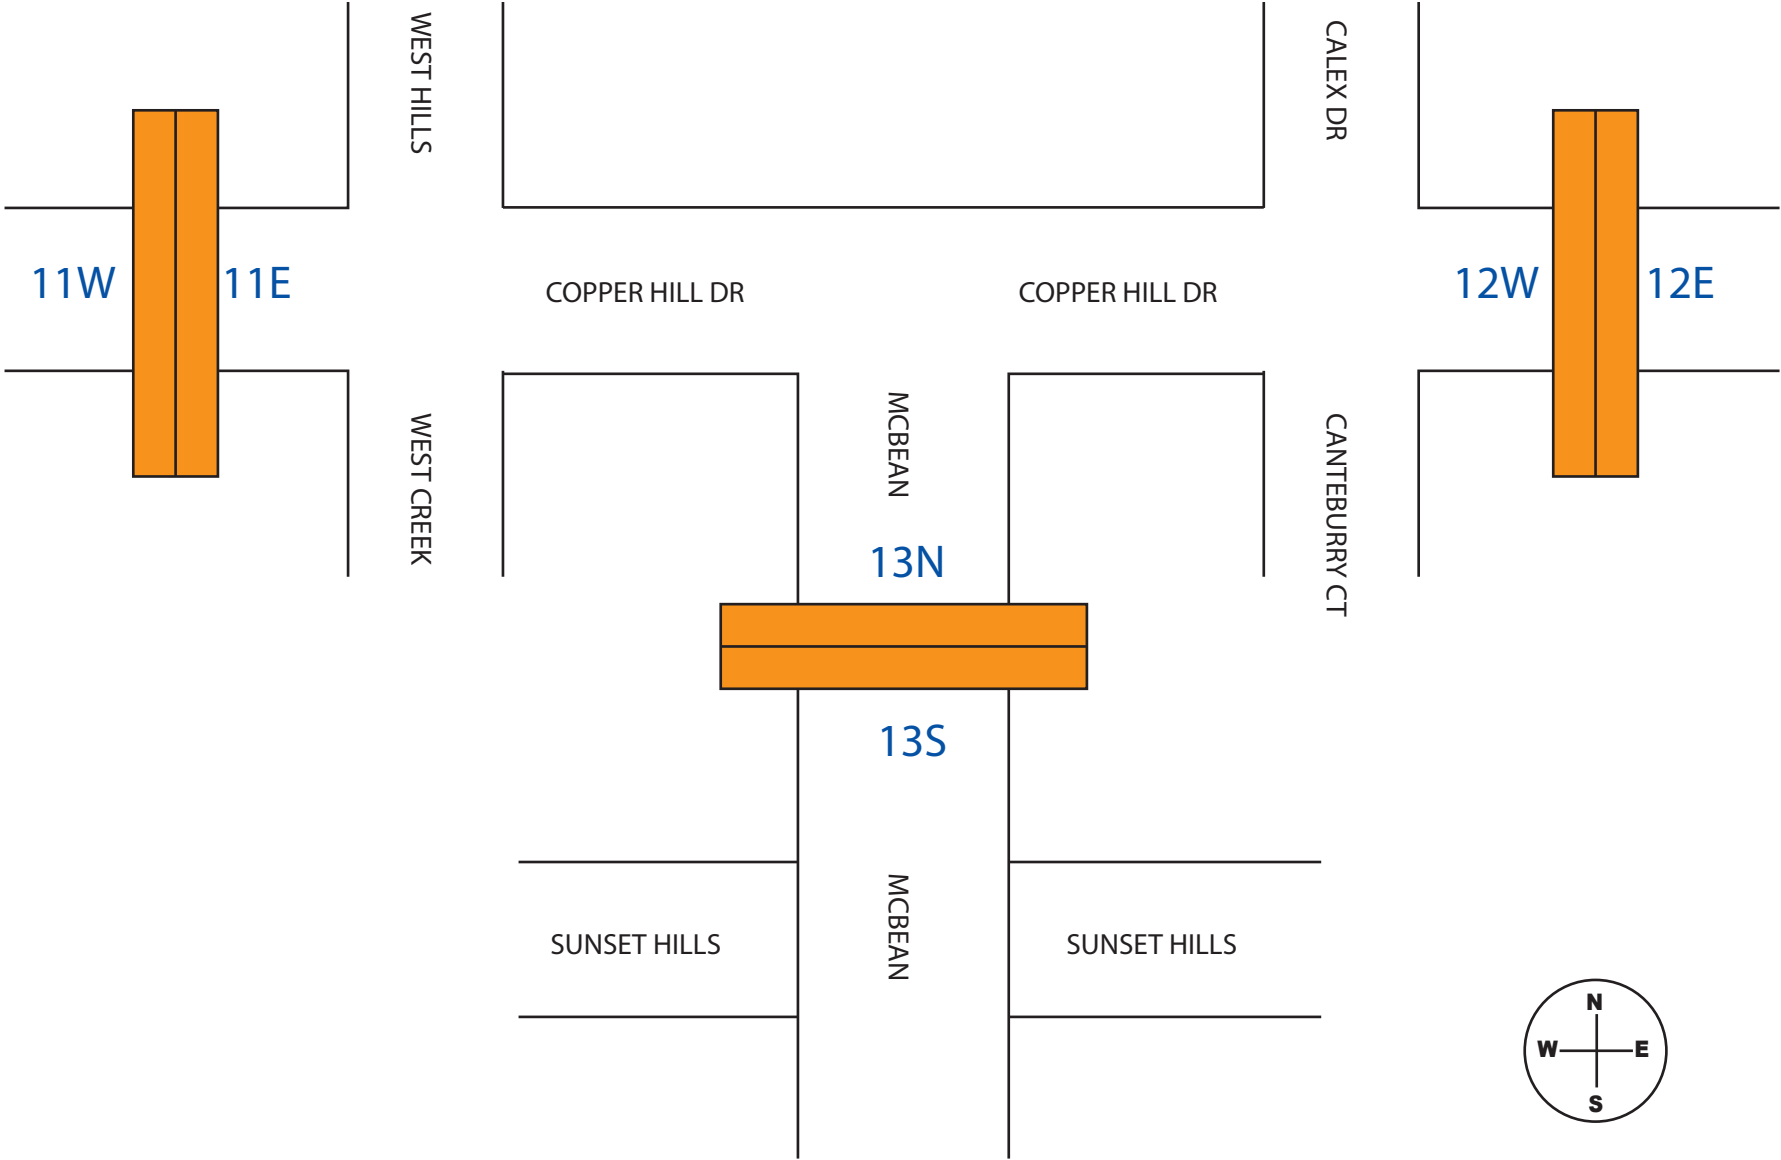 WEST HILLS
CALEX DR
11W
11E
COPPER HILL DR
COPPER HILL DR
12W
12E
WEST CREEK
MCBEAN
CANTEBURRY CT
13N
13S
MCBEAN
SUNSET HILLS
SUNSET HILLS
N
W
E
S